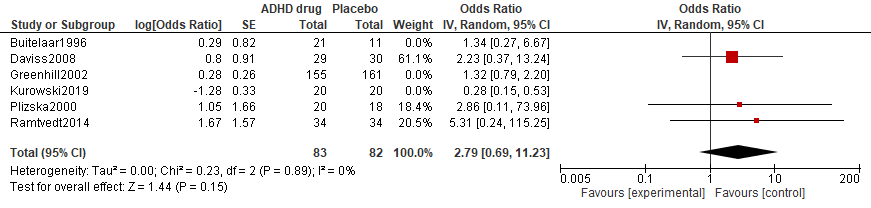 ADHD drug Placebo Odds Ratio Odds Ratio
Study or Subgroup log[Odds Ratio] SE Total Total Weight IV, Random, 95% CI IV, Random, 95% CI
Buitelaar1996 0.29 0.82 21 11 0.0% 1.34 [0.27, 6.67]
Daviss2008 0.8 0.91 29 30 61.1% 2.23 [0.37, 13.24]
Greenhill2002 0.28 0.26 155 161 0.0% 1.32 [0.79, 2.20]
Kurowski2019 -1.28 0.33 20 20 0.0% 0.28 [0.15, 0.53]
Plizska2000 1.05 1.66 20 18 18.4% 2.86 [0.11, 73.96]
Ramtvedt2014 1.67 1.57 34 34 20.5% 5.31 [0.24, 115.25]
Total (95% CI) 83 82 100.0% 2.79 [0.69, 11.23]
Heterogeneity: Tau² = 0.00; Chi² = 0.23, df = 2 (P = 0.89); I² = 0%
Test for overall effect: Z = 1.44 (P = 0.15)
0.005 0.1 1 10 200
Favours [experimental] Favours [control]